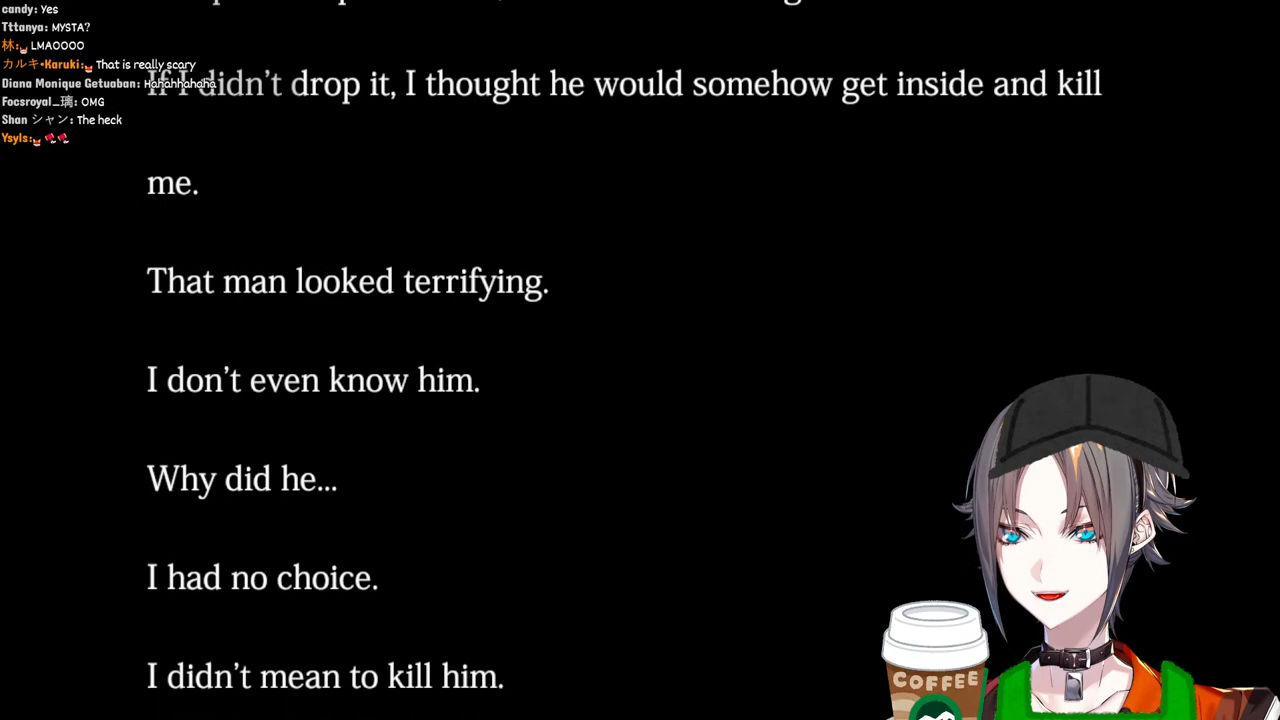 candy: Yes
Tttanya: MYSTA?
林: LMAOOOO
カルキ•Karuki: That is really scary
Diana Monique Getuaban: Hahahhahaha
Focsroyal_璃: OMG
Shan シャン: The heck
Ysyls:
If I didn't drop it, I thought he would somehow get inside and kill
me.
That man looked terrifying.
I don't even know him.
Why did he...
I had no choice.
I didn't mean to kill him.
COFFEE